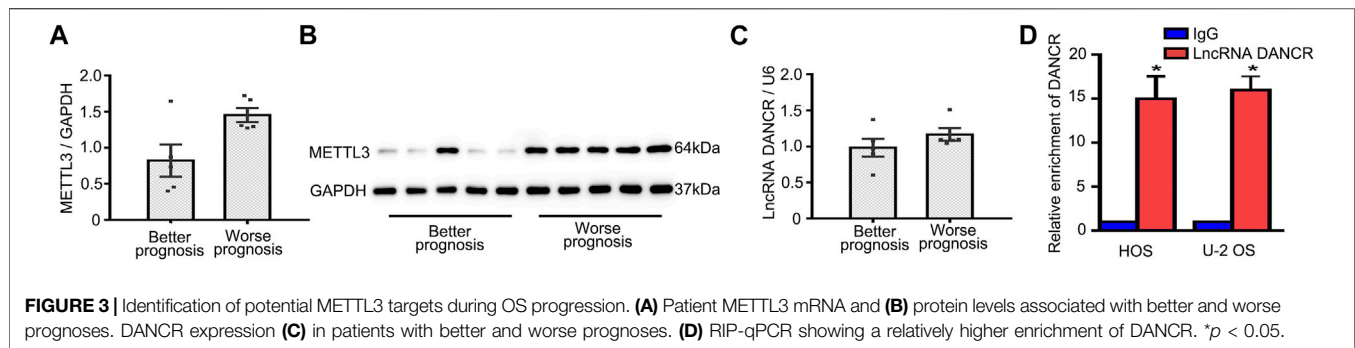 A
METTL3 / GAPDH
2.0
1.5
1.0
0.5
0
Better prognosis
Worse prognosis
B
METTL3
64kDa
GAPDH
37kDa
Better prognosis
Worse prognosis
C
LncRNA DANCR / U6
2.0
1.5
1.0
0.5
0
Better prognosis
Worse prognosis
D
IgG
LncRNA DANCR
Relative enrichment of DANCR
20
15
10
5
0
*
*
HOS
U-2 OS
FIGURE 3 | Identification of potential METTL3 targets during OS progression. (A) Patient METTL3 mRNA and (B) protein levels associated with better and worse
prognoses. DANCR expression (C) in patients with better and worse prognoses. (D) RIP-qPCR showing a relatively higher enrichment of DANCR. *p < 0.05.